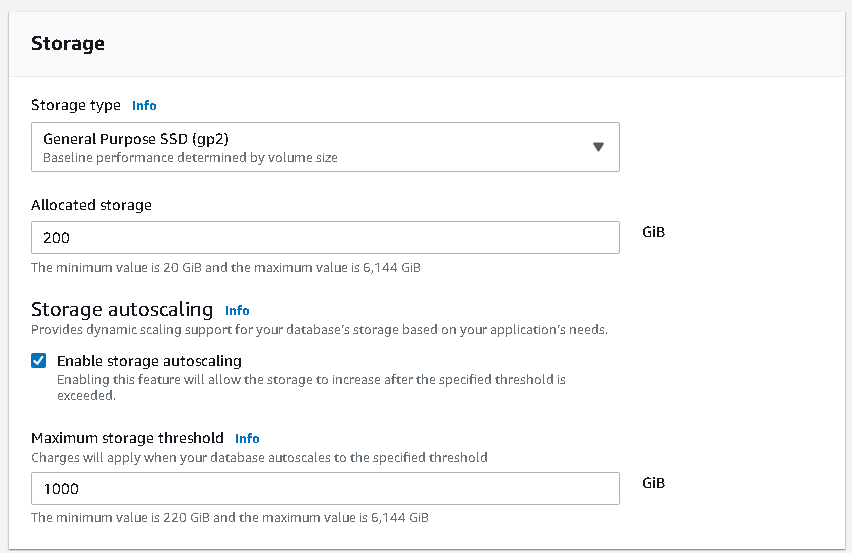 Storage
Storage type Info
General Purpose SSD (gp2)
Baseline performance determined by volume size
Allocated storage
200
GiB
The minimum value is 20 GiB and the maximum value is 6,144 GiB
Storage autoscaling Info
Provides dynamic scaling support for your database's storage based on your application's needs.
Enable storage autoscaling
Enabling this feature will allow the storage to increase after the specified threshold is
exceeded.
Maximum storage threshold Info
Charges will apply when your database autoscales to the specified threshold
1000
GiB
The minimum value is 220 GiB and the maximum value is 6,144 GiB